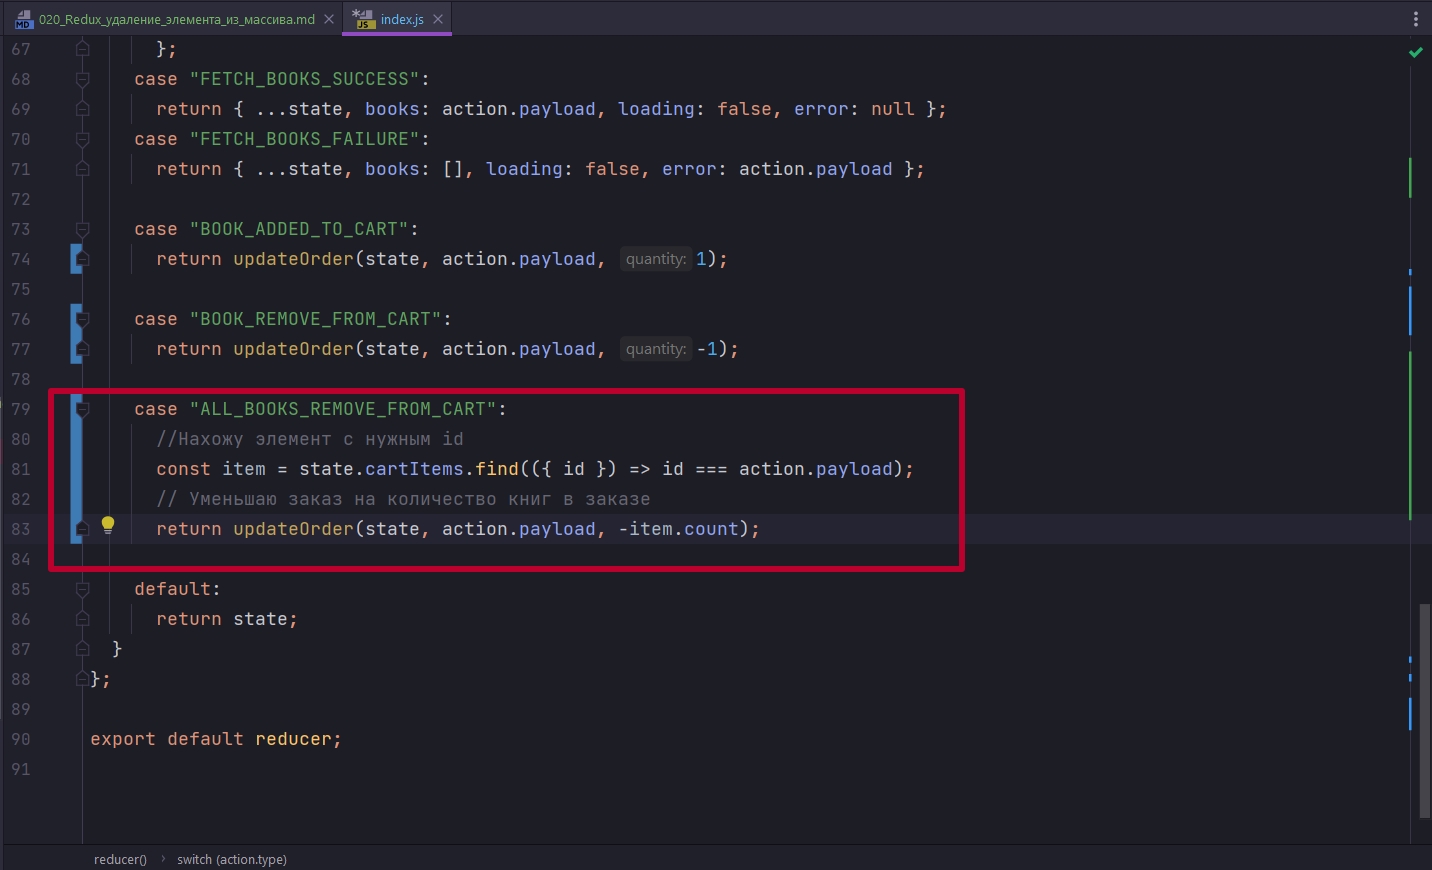 020_Redux_удаление_элемента_из_массива.md index.js
67 };
68 case "FETCH_BOOKS_SUCCESS":
69 return { ...state, books: action.payload, loading: false, error: null };
70 case "FETCH_BOOKS_FAILURE":
71 return { ...state, books: [], loading: false, error: action.payload };
72
73 case "BOOK_ADDED_TO_CART":
74 return updateOrder(state, action.payload, quantity: 1);
75
76 case "BOOK_REMOVE_FROM_CART":
77 return updateOrder(state, action.payload, quantity: -1);
78
79 case "ALL_BOOKS_REMOVE_FROM_CART":
80 //Нахожу элемент с нужным id
81 const item = state.cartItems.find(({ id }) => id === action.payload);
82 // Уменьшаю заказ на количество книг в заказе
83 return updateOrder(state, action.payload, -item.count);
84
85 default:
86 return state;
87 }
88 };
89
90 export default reducer;
91
reducer() › switch (action.type)